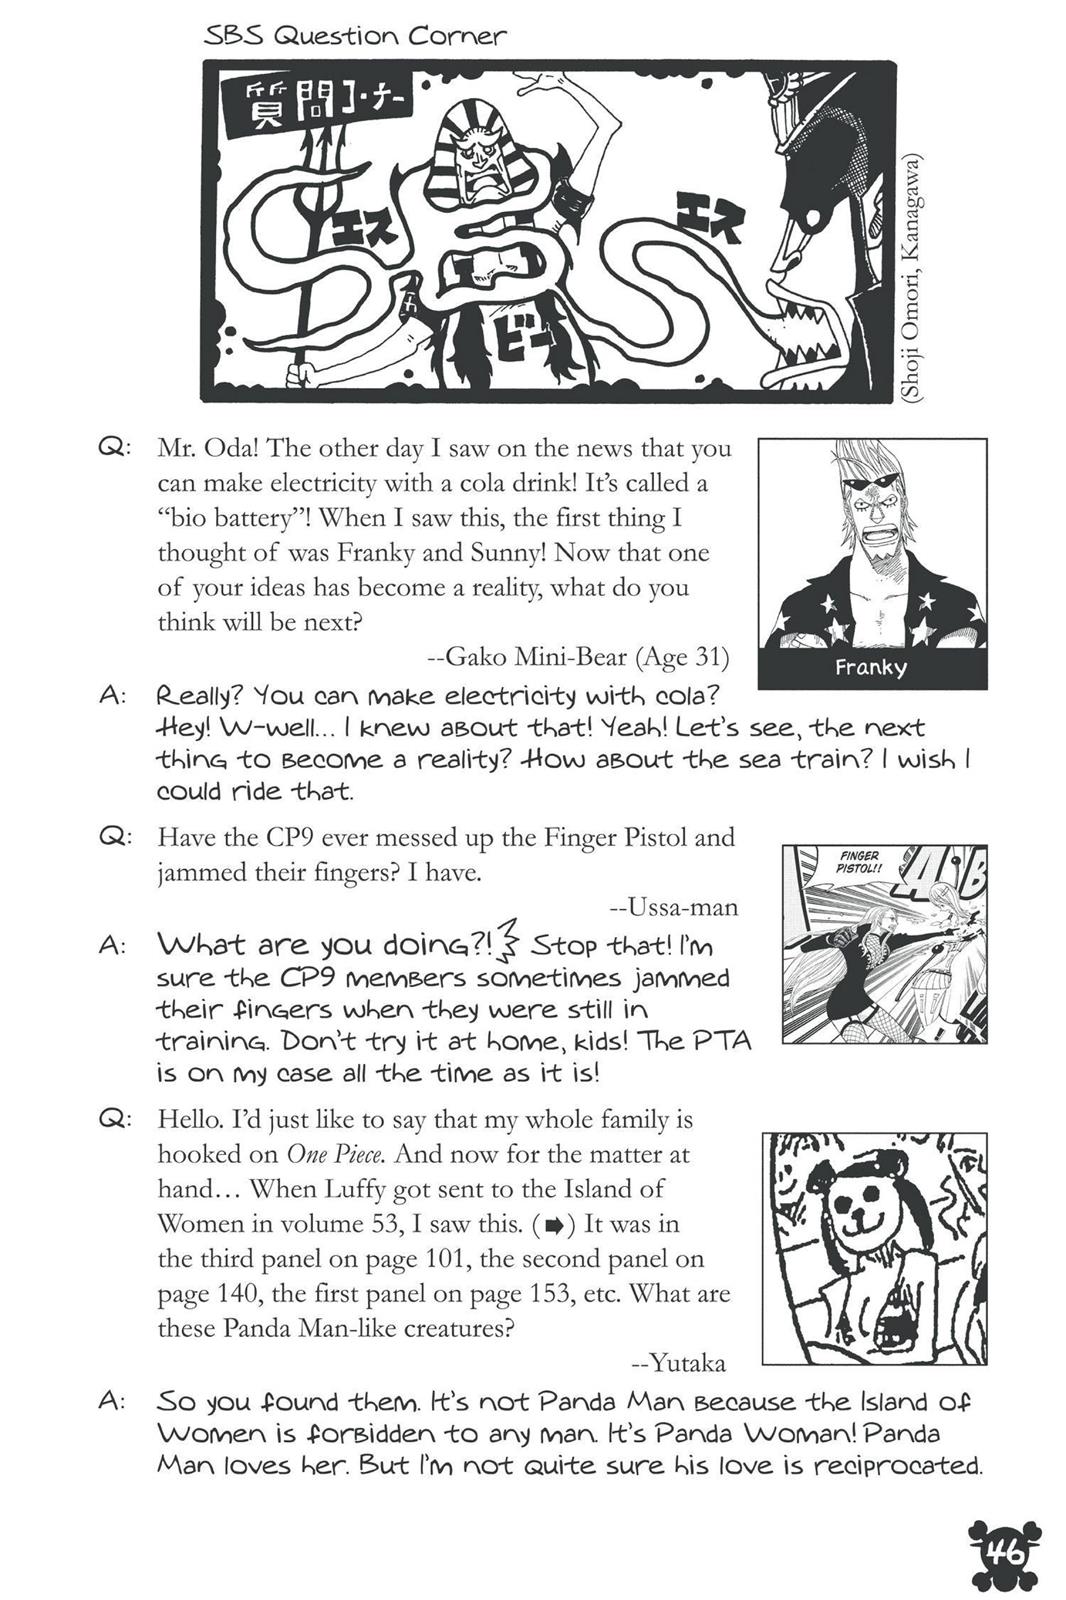 SBS Question Corner
質問コーナー
エス
エス
ビー
(Shoji Omori, Kanagawa)
Q: Mr. Oda! The other day I saw on the news that you
can make electricity with a cola drink! It's called a
“bio battery”! When I saw this, the first thing I
thought of was Franky and Sunny! Now that one
of your ideas has become a reality, what do you
think will be next?
--Gako Mini-Bear (Age 31)
Franky
A: Really? You can make electricity with cola?
Hey! W-well... I knew about that! Yeah! Let's see, the next
thing to become a reality? How about the sea train? I wish I
could ride that.
Q: Have the CP9 ever messed up the Finger Pistol and
jammed their fingers? I have.
--Ussa-man
FINGER
PISTOL!!
A: What are you doing?! Stop that! I'm
sure the CP9 members sometimes jammed
their fingers when they were still in
training. Don't try it at home, kids! The PTA
is on my case all the time as it is!
Q: Hello. I'd just like to say that my whole family is
hooked on One Piece. And now for the matter at
hand... When Luffy got sent to the Island of
Women in volume 53, I saw this. (➡) It was in
the third panel on page 101, the second panel on
page 140, the first panel on page 153, etc. What are
these Panda Man-like creatures?
--Yutaka
A: So you found them. It's not Panda Man because the Island of
Women is forbidden to any man. It's Panda Woman! Panda
Man loves her. But I'm not quite sure his love is reciprocated.
46